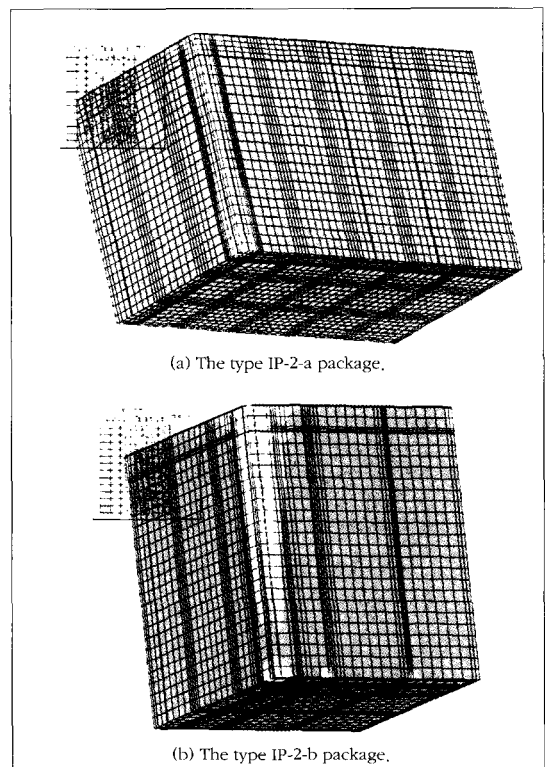 (a) The type IP-2-a package.
(b) The type IP-2-b package.